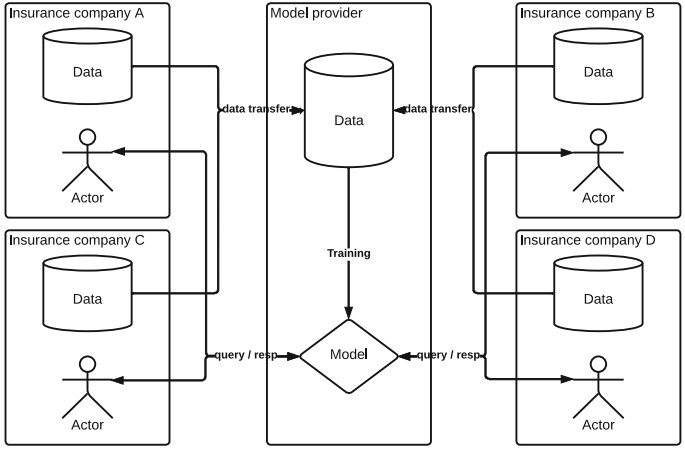 Insurance company A
Data
Actor
Model provider
Data
data transfer
data transfer
Training
Model
query / resp
query / resp
Insurance company B
Data
Actor
Insurance company C
Data
Actor
Insurance company D
Data
Actor